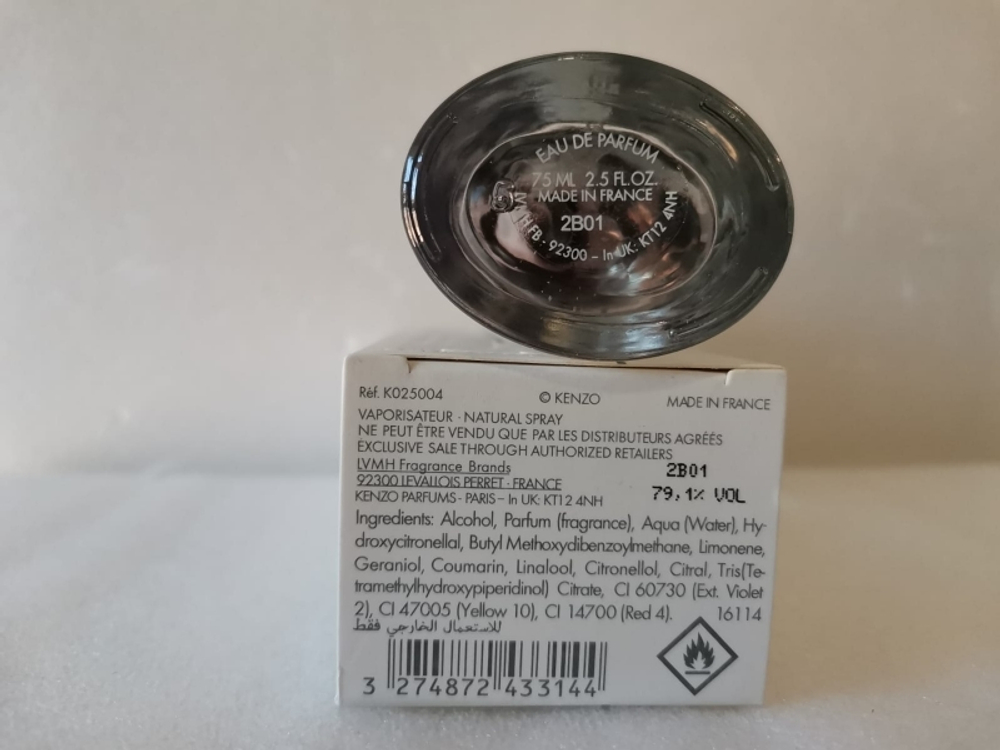 EAU DE PARFUM
75 ML 2.5 FL.OZ.
MADE IN FRANCE
2B01
LVMH FB - 92300 – In UK: KT12 4NH
Réf. K025004 © KENZO MADE IN FRANCE
VAPORISATEUR - NATURAL SPRAY
NE PEUT ÊTRE VENDU QUE PAR LES DISTRIBUTEURS AGRÉÉS
EXCLUSIVE SALE THROUGH AUTHORIZED RETAILERS
LVMH Fragrance Brands
92300 LEVALLOIS PERRET - FRANCE
KENZO PARFUMS - PARIS – In UK: KT12 4NH
2B01
79,1% VOL
Ingredients: Alcohol, Parfum (fragrance), Aqua (Water), Hy-
droxycitronellal, Butyl Methoxydibenzoylmethane, Limonene,
Geraniol, Coumarin, Linalool, Citronellol, Citral, Tris(Te-
tramethylhydroxypiperidinol) Citrate, CI 60730 (Ext. Violet
2), CI 47005 (Yellow 10), CI 14700 (Red 4). 16114
للاستعمال الخارجي فقط
3 274872 433144